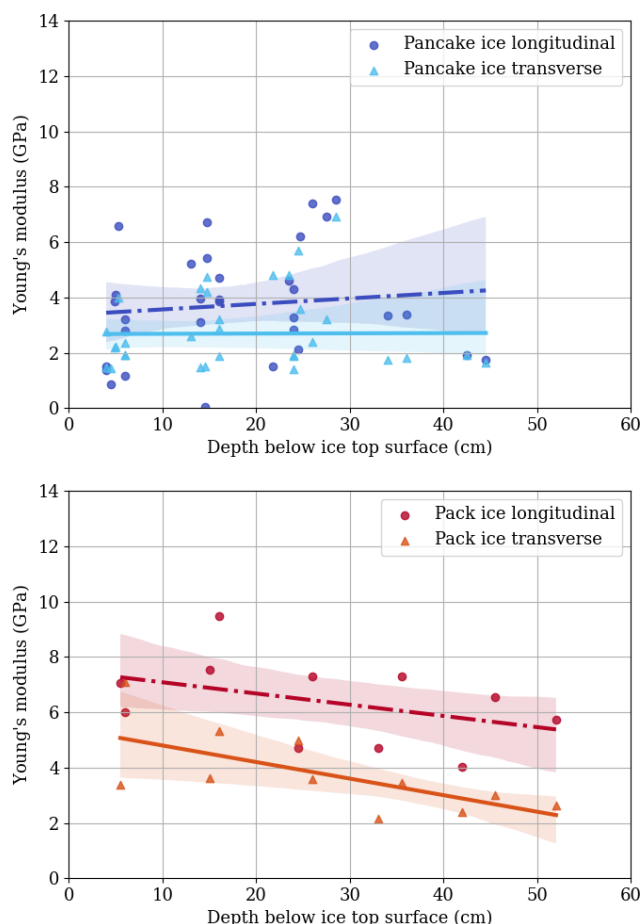 14
12
10
8
6
4
2
0
Young's modulus (GPa)
Pancake ice longitudinal
Pancake ice transverse
0 10 20 30 40 50 60
Depth below ice top surface (cm)
14
12
10
8
6
4
2
0
Young's modulus (GPa)
Pack ice longitudinal
Pack ice transverse
0 10 20 30 40 50 60
Depth below ice top surface (cm)